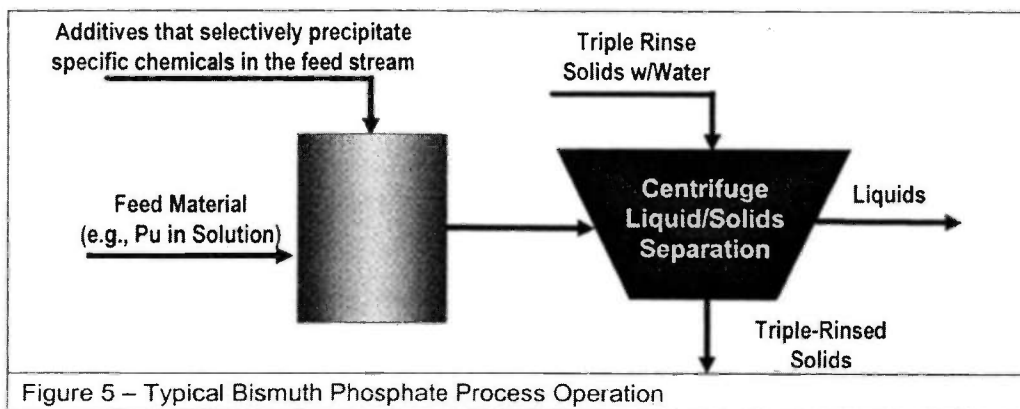 Additives that selectively precipitate
specific chemicals in the feed stream
Triple Rinse
Solids w/Water
Feed Material
(e.g., Pu in Solution)
Centrifuge
Liquid/Solids
Separation
Liquids
Triple-Rinsed
Solids
Figure 5 – Typical Bismuth Phosphate Process Operation